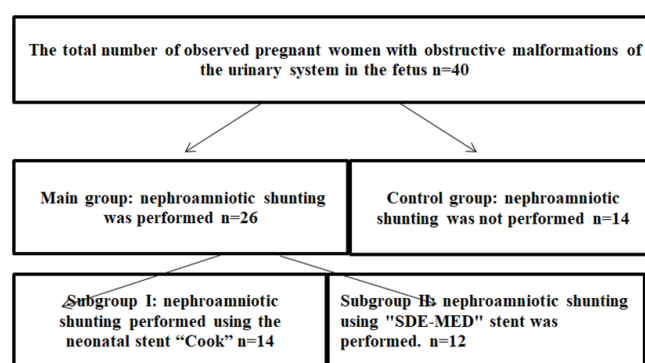 The total number of observed pregnant women with obstructive malformations of
the urinary system in the fetus n=40
Main group: nephroamniotic shunting
was performed n=26
Control group: nephroamniotic
shunting was not performed n=14
Subgroup I: nephroamniotic
shunting performed using the
neonatal stent “Cook” n=14
Subgroup II: nephroamniotic shunting
using "SDE-MED" stent was
performed. n=12